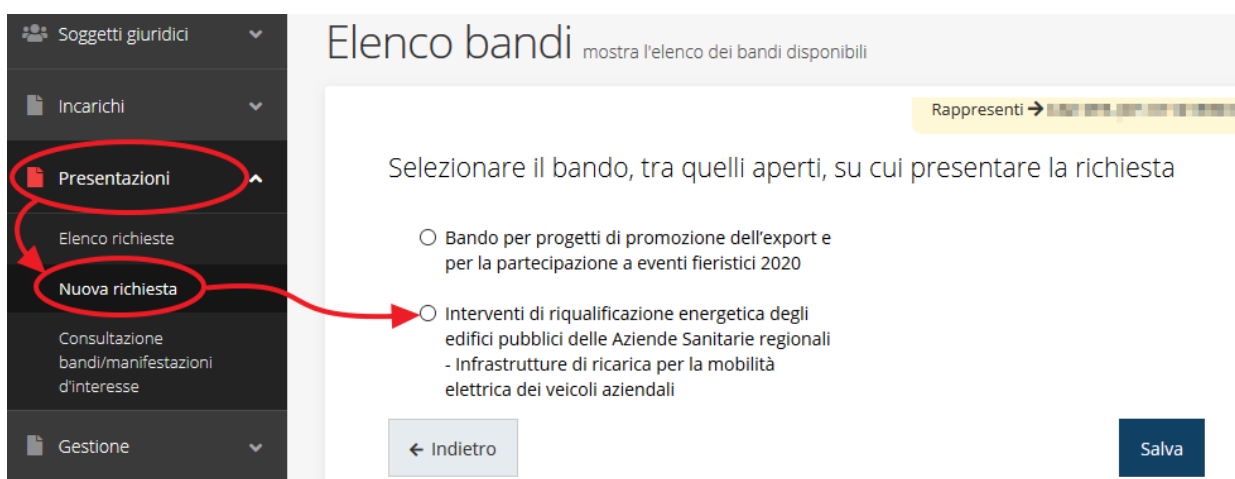 Soggetti giuridici
Incarichi
Presentazioni
Elenco richieste
Nuova richiesta
Consultazione
bandi/manifestazioni
d'interesse
Gestione
Elenco bandi mostra l'elenco dei bandi disponibili
Rappresenti
Selezionare il bando, tra quelli aperti, su cui presentare la richiesta
Bando per progetti di promozione dell'export e
per la partecipazione a eventi fieristici 2020
Interventi di riqualificazione energetica degli
edifici pubblici delle Aziende Sanitarie regionali
- Infrastrutture di ricarica per la mobilità
elettrica dei veicoli aziendali
Indietro
Salva